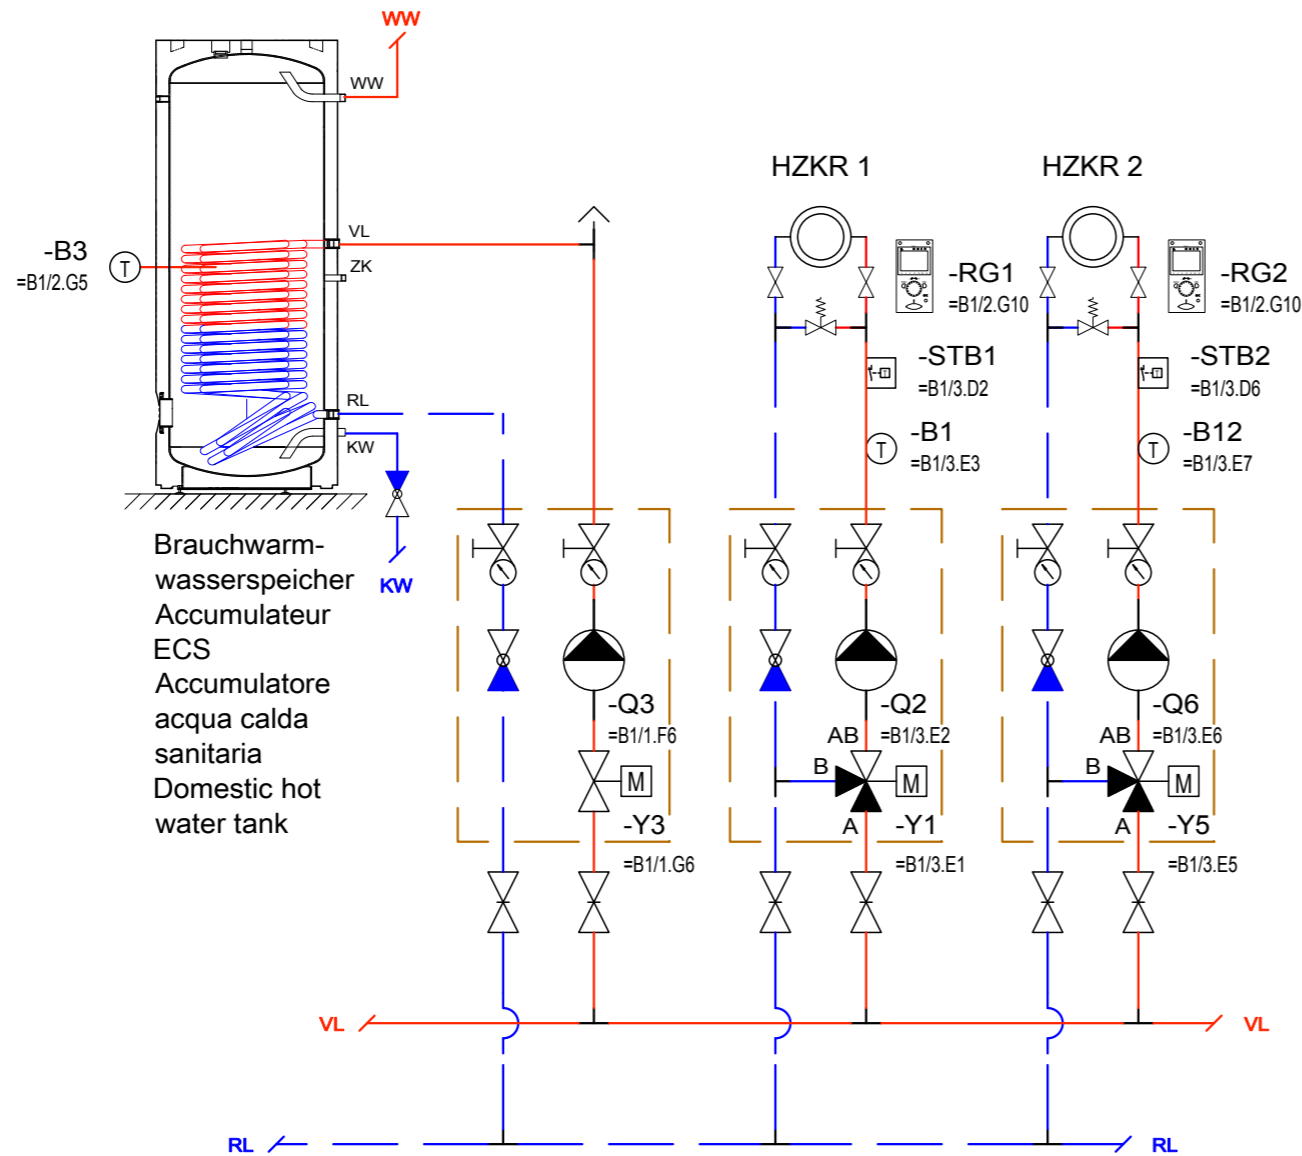 WW
WW
HZKR 1
HZKR 2
VL
-B3
T
=B1/2.G5
ZK
-RG1
=B1/2.G10
-RG2
=B1/2.G10
-STB1
=B1/3.D2
-STB2
=B1/3.D6
RL
KW
T
-B1
=B1/3.E3
T
-B12
=B1/3.E7
Brauchwarm-
wasserspeicher
Accumulateur
ECS
Accumulatore
acqua calda
sanitaria
Domestic hot
water tank
KW
-Q3
=B1/1.F6
M
-Y3
=B1/1.G6
-Q2
AB
=B1/3.E2
B
M
A
-Y1
=B1/3.E1
-Q6
AB
=B1/3.E6
B
M
A
-Y5
=B1/3.E5
VL
VL
RL
RL